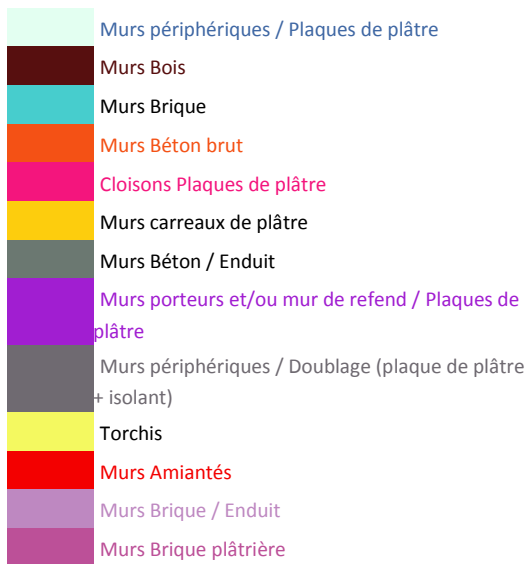 Murs périphériques / Plaques de plâtre
Murs Bois
Murs Brique
Murs Béton brut
Cloisons Plaques de plâtre
Murs carreaux de plâtre
Murs Béton / Enduit
Murs porteurs et/ou mur de refend / Plaques de
plâtre
Murs périphériques / Doublage (plaque de plâtre
+ isolant)
Torchis
Murs Amiantés
Murs Brique / Enduit
Murs Brique plâtrière